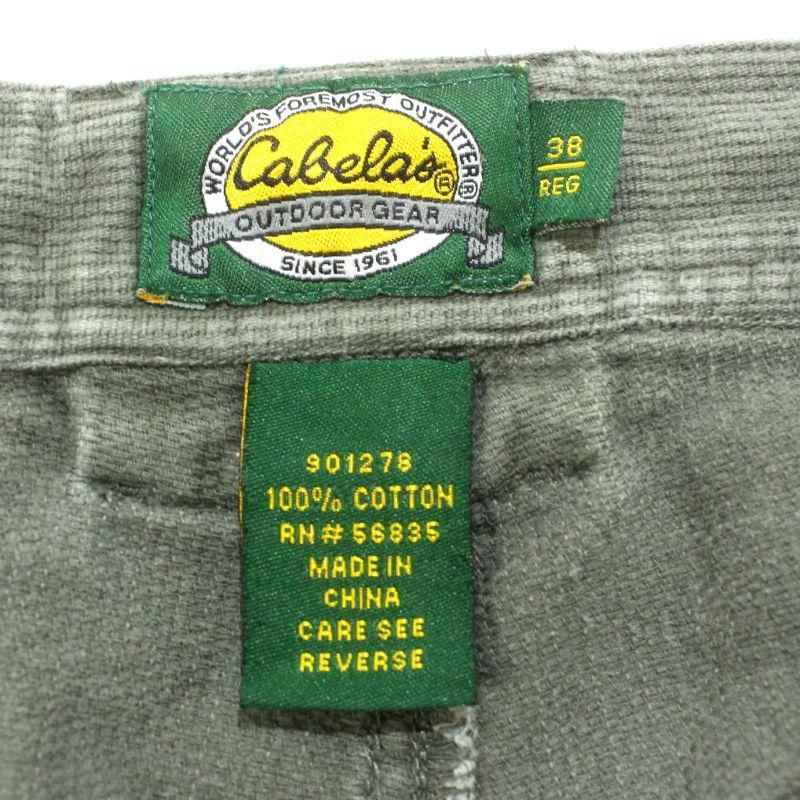 WORLD'S FOREMOST OUTFITTER®
Cabela's®
OUTDOOR GEAR
SINCE 1961
38
REG
901278
100% COTTON
RN# 56835
MADE IN
CHINA
CARE SEE
REVERSE